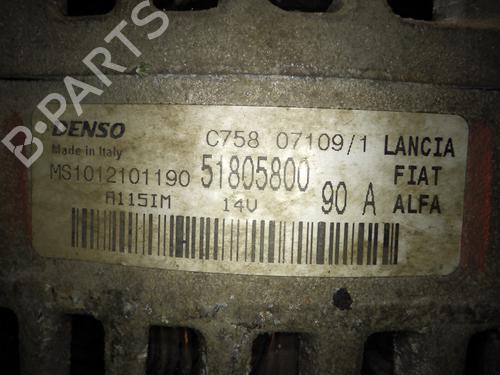 B-PARTS
DENSO
Made in Italy
C758 07109/1 LANCIA
MS1012101190 51805800 FIAT
A115IM 14V 90 A ALFA